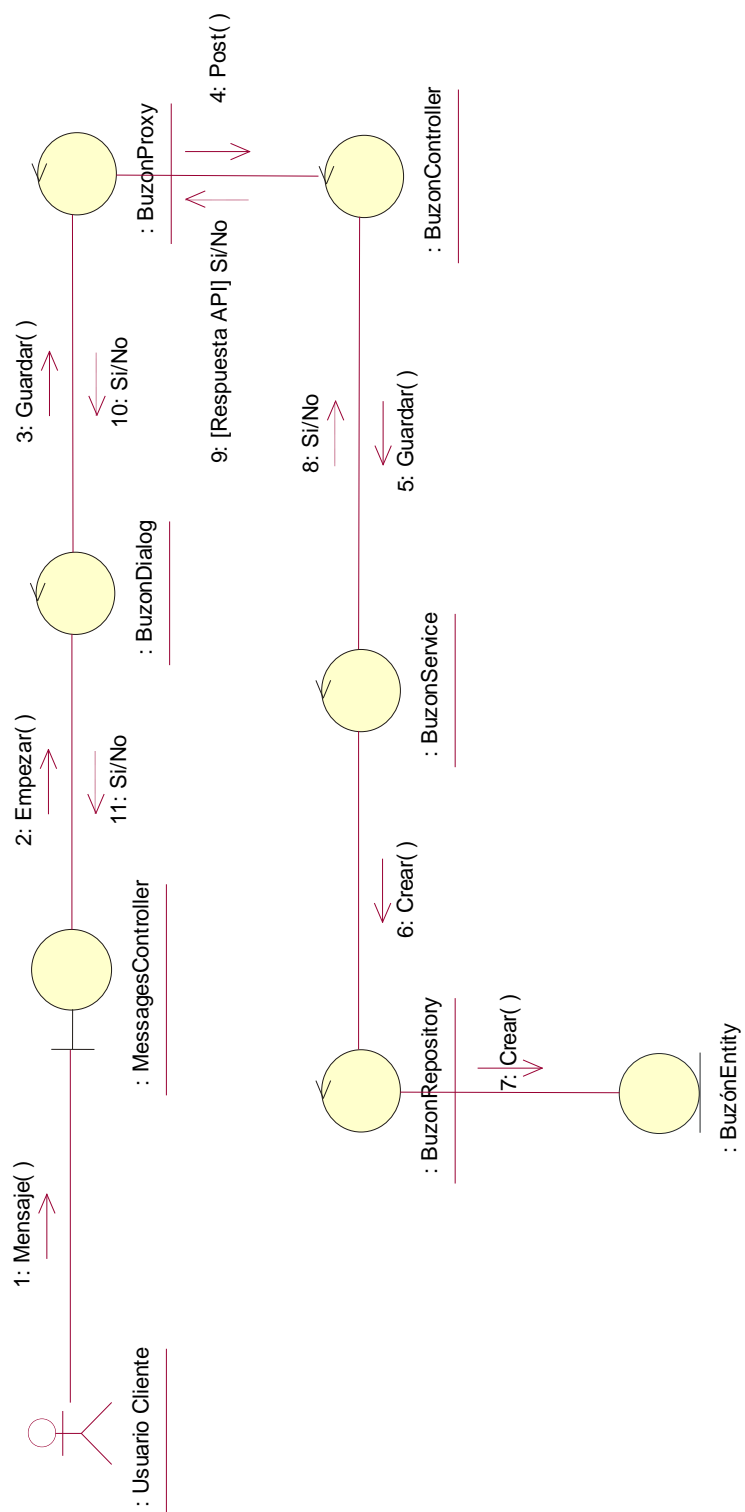 1: Mensaje( )
2: Empezar( )
3: Guardar( )
11: Si/No
10: Si/No
: Usuario Cliente
: MessagesController
: BuzonDialog
: BuzonProxy
4: Post( )
9: [Respuesta API] Si/No
8: Si/No
6: Crear( )
5: Guardar( )
: BuzonRepository
: BuzonService
: BuzonController
7: Crear( )
: BuzónEntity